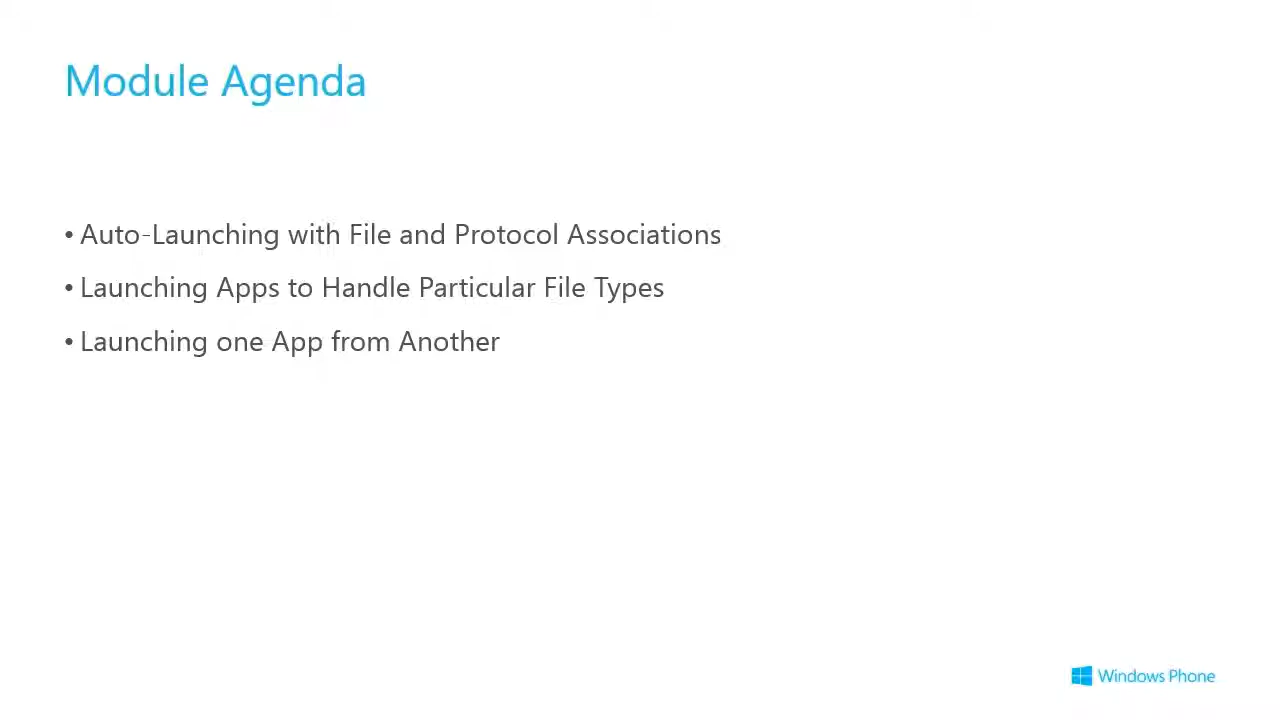 Module Agenda
• Auto-Launching with File and Protocol Associations
• Launching Apps to Handle Particular File Types
• Launching one App from Another
Windows Phone